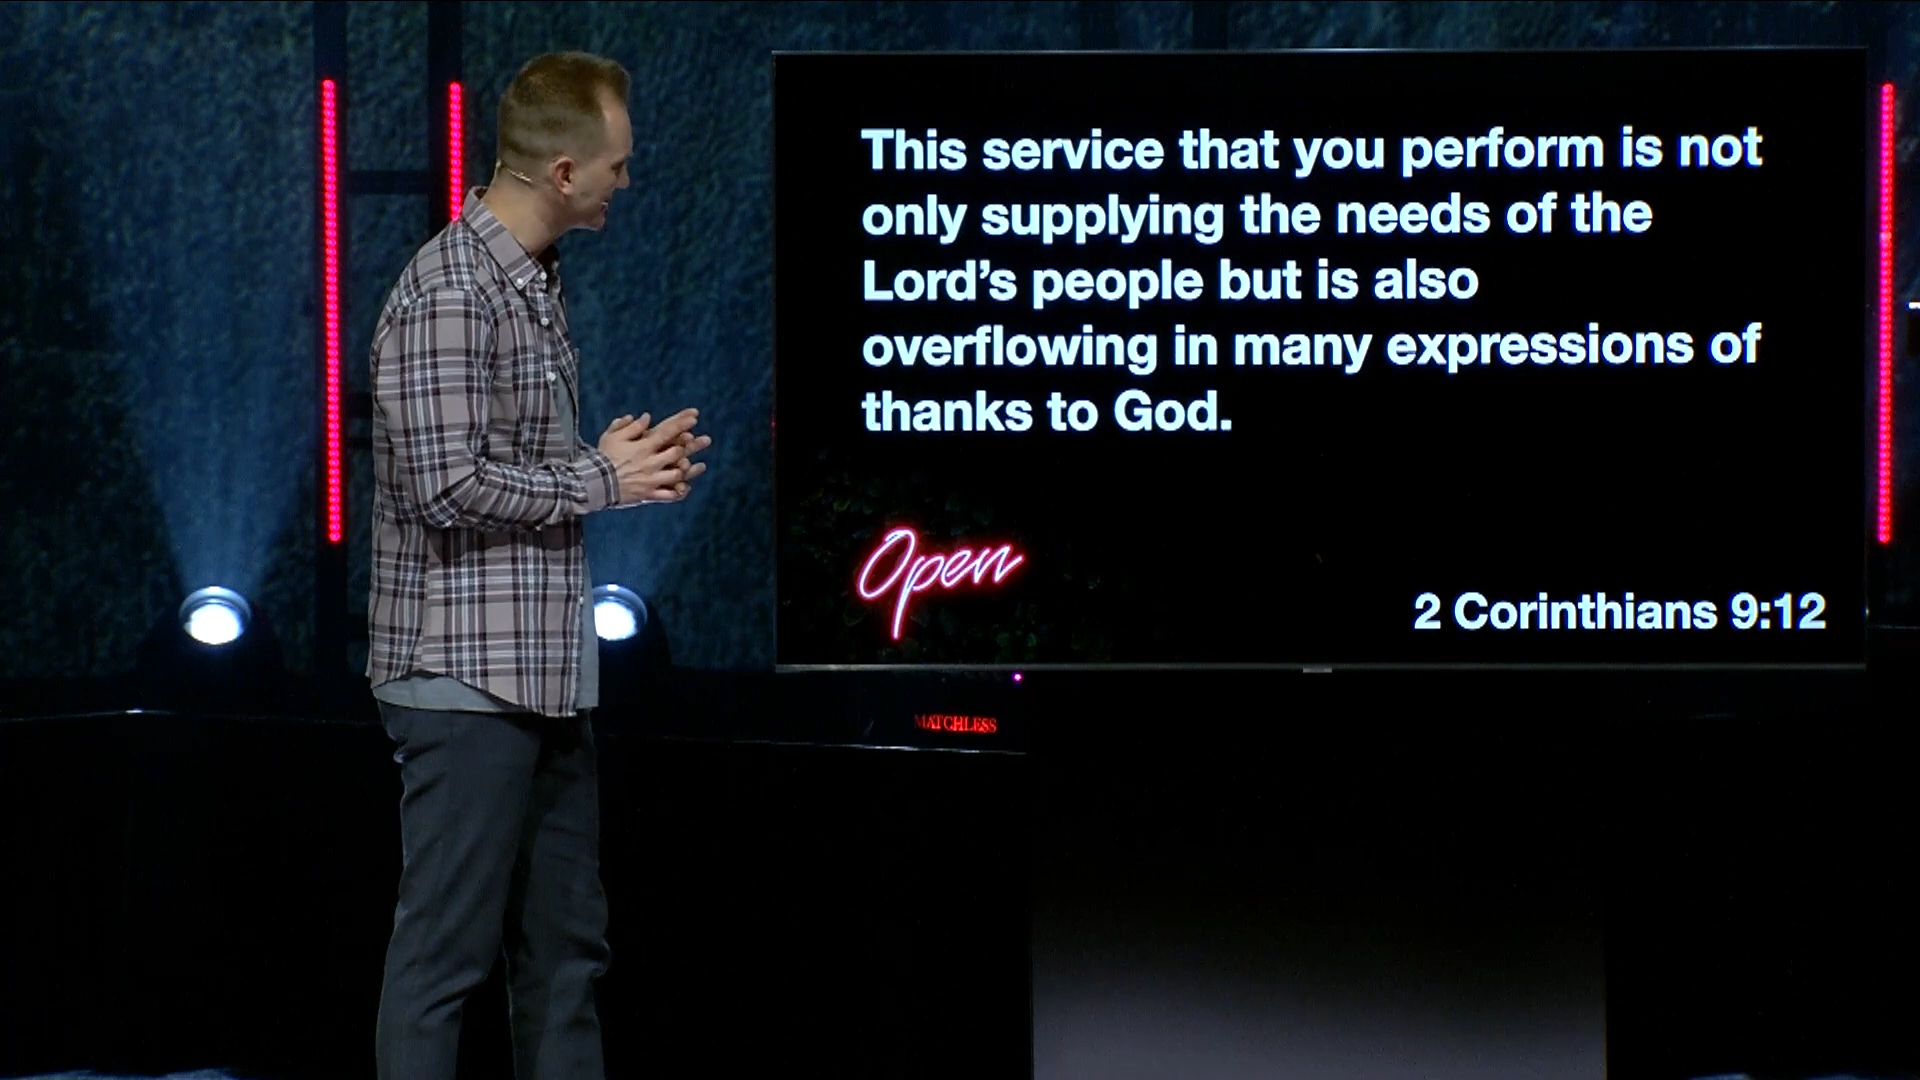 This service that you perform is not
only supplying the needs of the
Lord’s people but is also
overflowing in many expressions of
thanks to God.
Open
2 Corinthians 9:12
MATCHLESS